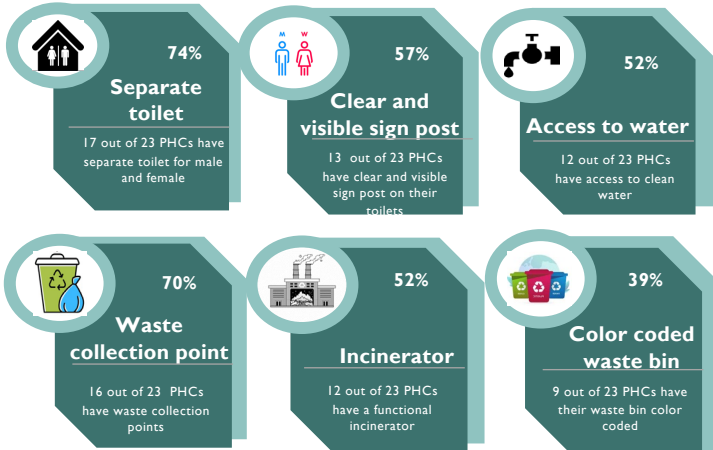 74%
Separate
toilet
17 out of 23 PHCs have
separate toilet for male
and female
M W
57%
Clear and
visible sign post
13 out of 23 PHCs
have clear and visible
sign post on their
toilets
52%
Access to water
12 out of 23 PHCs
have access to clean
water
70%
Waste
collection point
16 out of 23 PHCs
have waste collection
points
52%
Incinerator
12 out of 23 PHCs
have a functional
incinerator
39%
Color coded
waste bin
9 out of 23 PHCs have
their waste bin color
coded